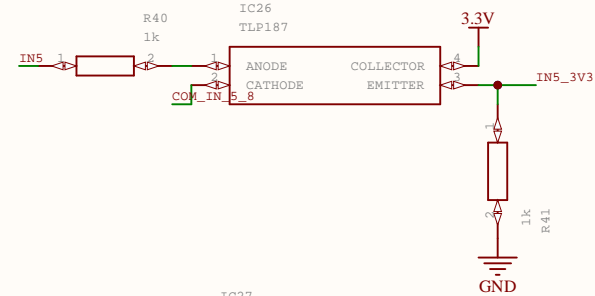 IC26
TLP187
R40
1k
3.3V
IN5
1
2
1
ANODE
COLLECTOR
4
2
CATHODE
EMITTER
3
IN5_3V3
COM_IN_5_8
1
2
1k
R41
GND
IC27